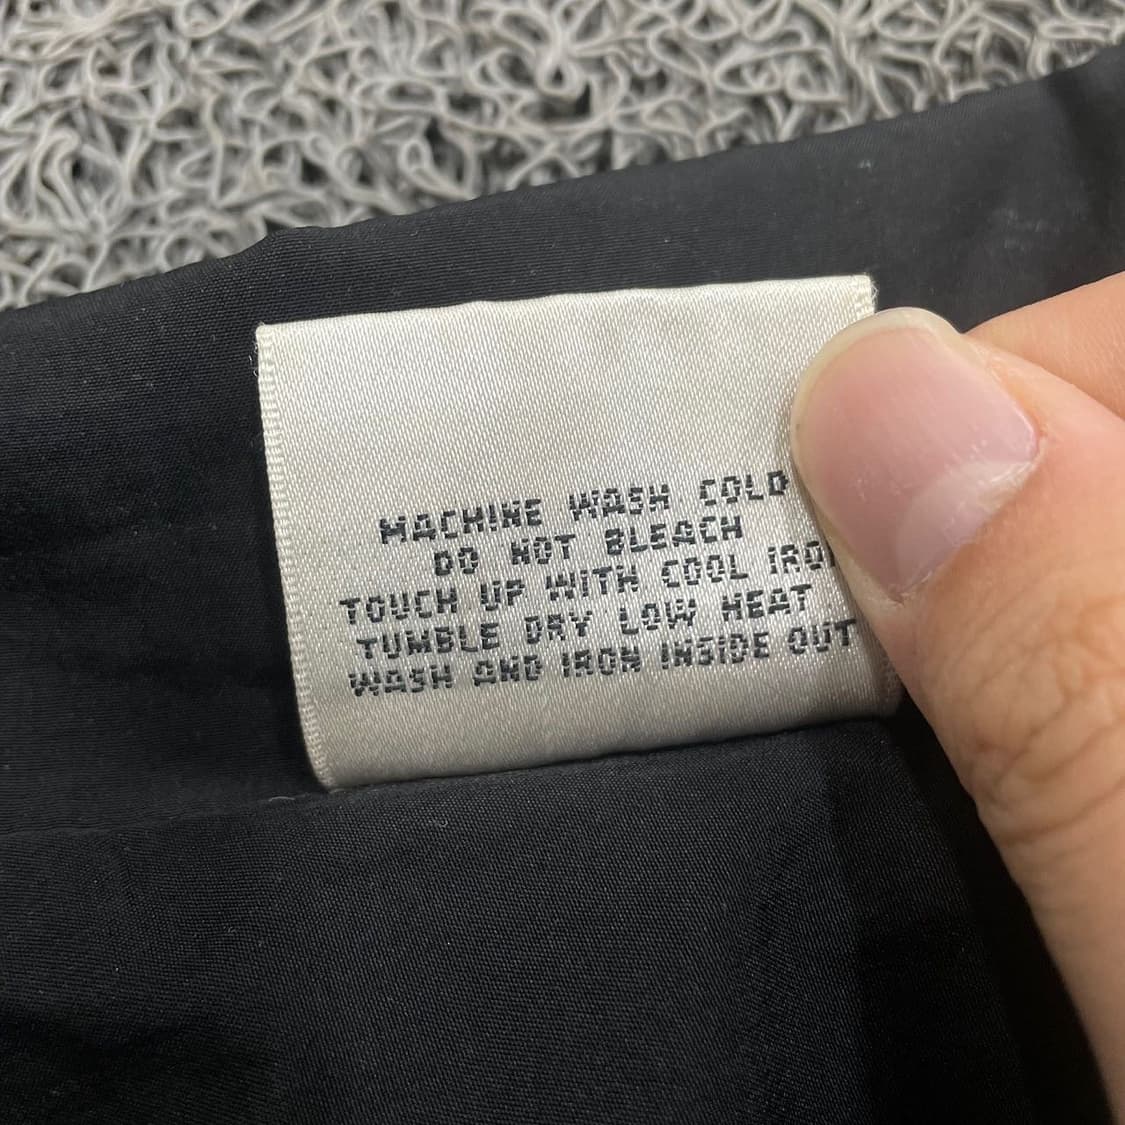 MACHINE WASH COLD
DO NOT BLEACH
TOUCH UP WITH COOL IRON
TUMBLE DRY LOW HEAT
WASH AND IRON INSIDE OUT